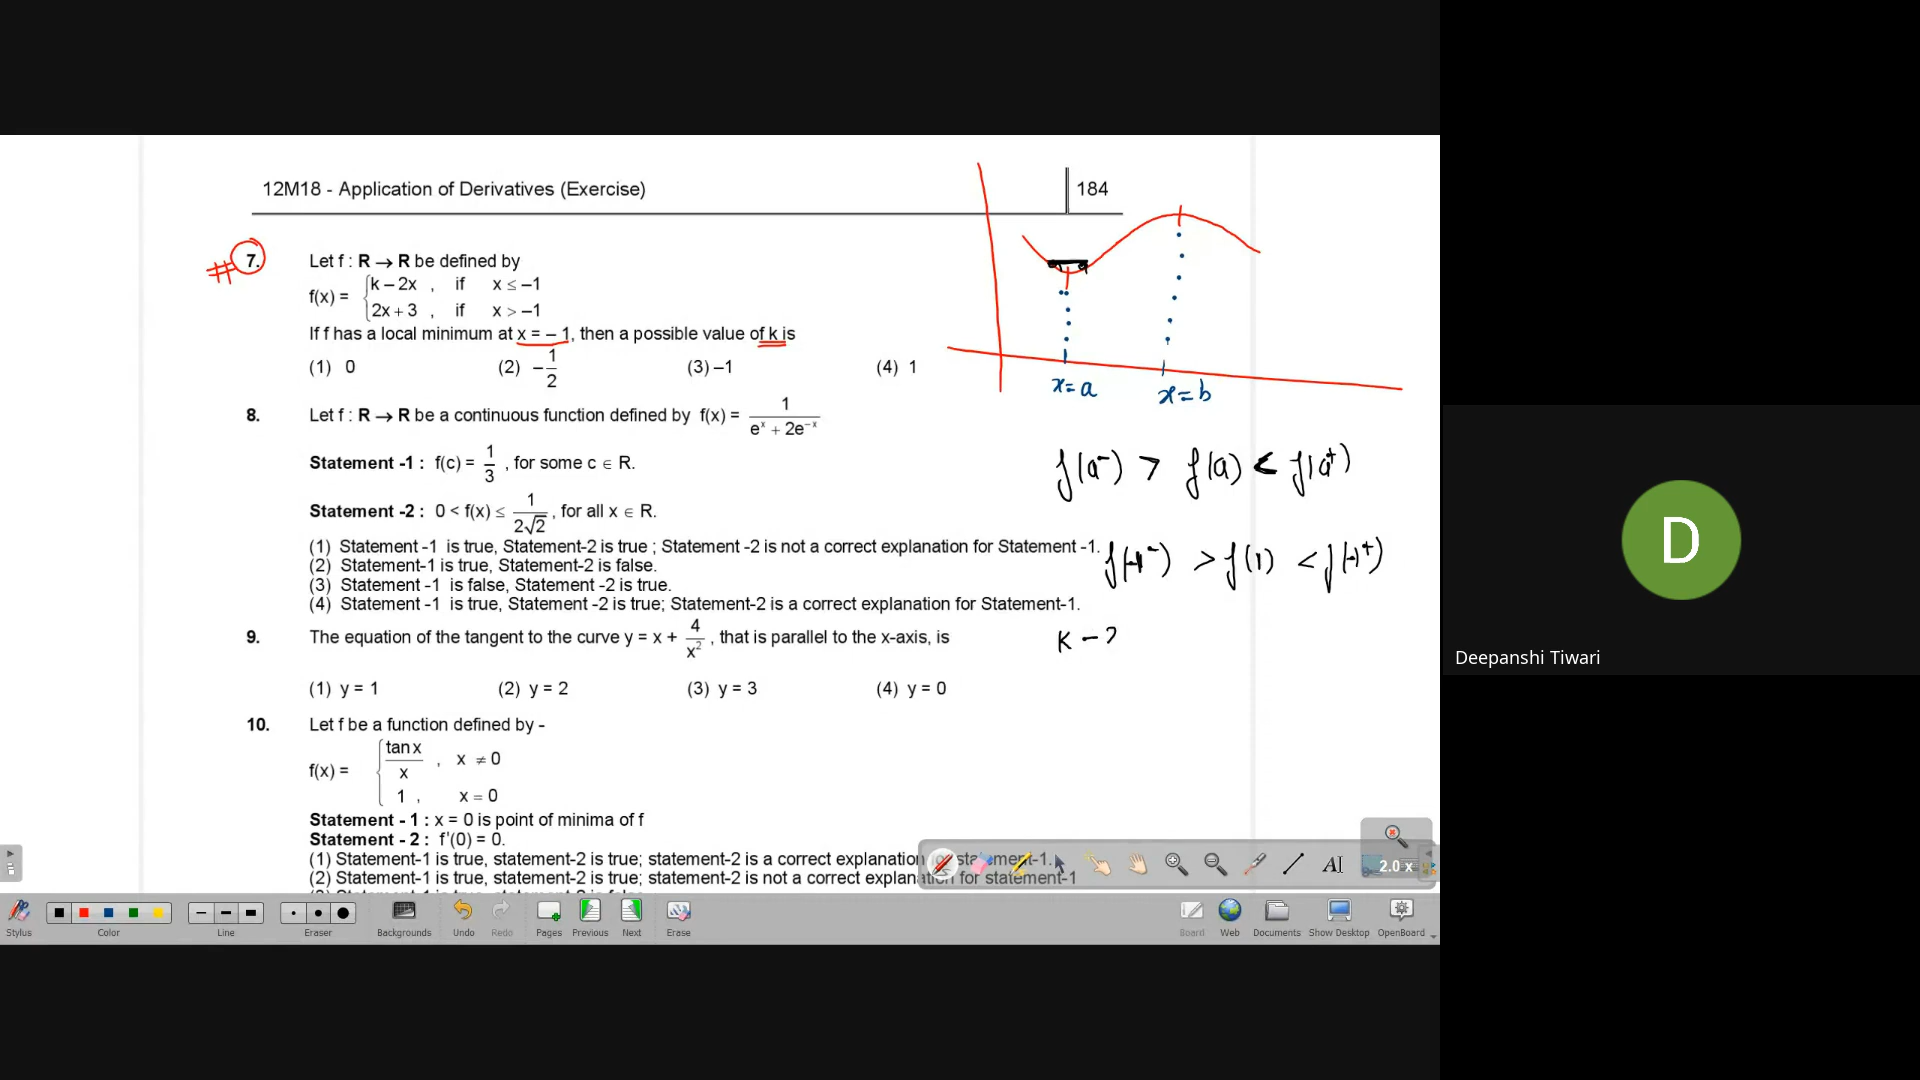 12M18 - Application of Derivatives (Exercise) 184
# 7. Let f : R → R be defined by
f(x) = { k – 2x , if x ≤ –1
2x + 3 , if x > –1
If f has a local minimum at x = – 1, then a possible value of k is
(1) 0 (2) –1/2 (3) –1 (4) 1
x=a x=b
8. Let f : R → R be a continuous function defined by f(x) = 1/(eˣ + 2e⁻ˣ)
Statement -1 : f(c) = 1/3 , for some c ∈ R.
f(a⁻) > f(a) < f(a⁺)
Statement -2 : 0 < f(x) ≤ 1/(2√2) , for all x ∈ R.
(1) Statement -1 is true, Statement-2 is true ; Statement -2 is not a correct explanation for Statement -1.
f(-1⁻) > f(1) < f(-1⁺)
(2) Statement-1 is true, Statement-2 is false.
(3) Statement -1 is false, Statement -2 is true.
(4) Statement -1 is true, Statement -2 is true; Statement-2 is a correct explanation for Statement-1.
9. The equation of the tangent to the curve y = x + 4/x² , that is parallel to the x-axis, is
K – 2
(1) y = 1 (2) y = 2 (3) y = 3 (4) y = 0
10. Let f be a function defined by -
f(x) = { tan x/x , x ≠ 0
1 , x = 0
Statement - 1 : x = 0 is point of minima of f
Statement - 2 : f'(0) = 0.
(1) Statement-1 is true, statement-2 is true; statement-2 is a correct explanation for statement-1.
(2) Statement-1 is true, statement-2 is true; statement-2 is not a correct explanation for statement-1
AI
2.0 x
Stylus Color Line Eraser Backgrounds Undo Redo Pages Previous Next Erase Board Web Documents Show Desktop OpenBoard
D
Deepanshi Tiwari